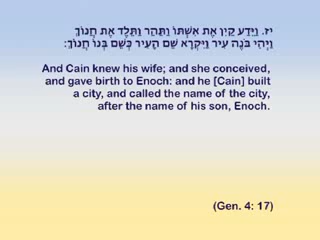 יז. וַיֵּדַע קַיִן אֶת אִשְׁתּוֹ וַתַּהַר וַתֵּלֶד אֶת חֲנוֹךְ
וַיְהִי בֹּנֶה עִיר וַיִּקְרָא שֵׁם הָעִיר כְּשֵׁם בְּנוֹ חֲנוֹךְ:
And Cain knew his wife; and she conceived,
and gave birth to Enoch: and he [Cain] built
a city, and called the name of the city,
after the name of his son, Enoch.
(Gen. 4: 17)